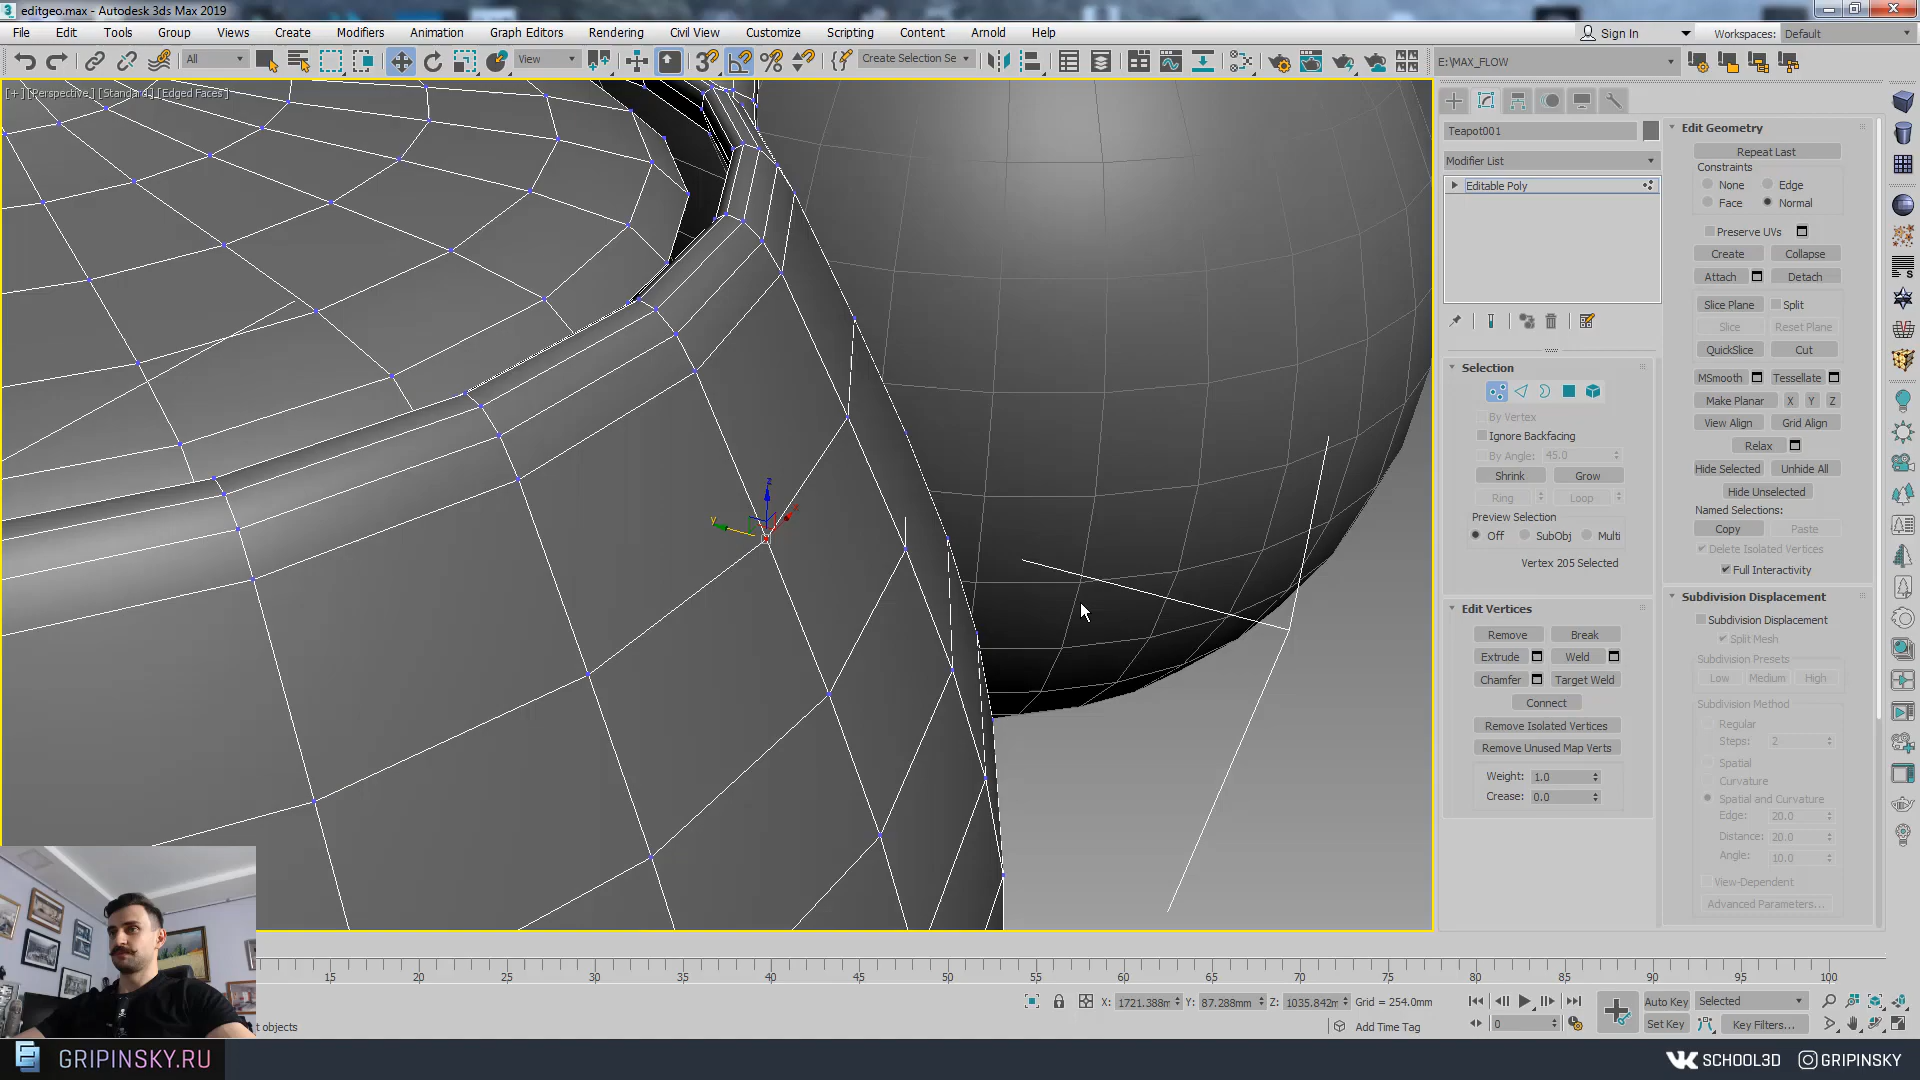 editgeo.max - Autodesk 3ds Max 2019
File Edit Tools Group Views Create Modifiers Animation Graph Editors Rendering Civil View Customize Scripting Content Arnold Help
Sign In Workspaces: Default
All View Create Selection Se E:\MAX_FLOW
[+][Perspective][Standard][Edged Faces]
Teapot001
Modifier List
Editable Poly
Selection
By Vertex
Ignore Backfacing
By Angle: 45.0
Shrink Grow
Ring Loop
Preview Selection
Off SubObj Multi
Vertex 205 Selected
Edit Vertices
Remove Break
Extrude Weld
Chamfer Target Weld
Connect
Remove Isolated Vertices
Remove Unused Map Verts
Weight: 1.0
Crease: 0.0
Edit Geometry
Repeat Last
Constraints
None Edge
Face Normal
Preserve UVs
Create Collapse
Attach Detach
Slice Plane Split
Slice Reset Plane
QuickSlice Cut
MSmooth Tessellate
Make Planar X Y Z
View Align Grid Align
Relax
Hide Selected Unhide All
Hide Unselected
Named Selections:
Copy Paste
Delete Isolated Vertices
Full Interactivity
Subdivision Displacement
Subdivision Displacement
Split Mesh
Subdivision Presets
Low Medium High
Subdivision Method
Regular
Steps: 2
Spatial
Curvature
Spatial and Curvature
Edge: 20.0
Distance: 20.0
Angle: 10.0
View-Dependent
Advanced Parameters...
z
y
x
15 20 25 30 35 40 45 50 55 60 65 70 75 80 85 90 95 100
X: 1721.388m Y: 87.288mm Z: 1035.842m Grid = 254.0mm
Auto Key Selected
t objects
Add Time Tag
0
Set Key Key Filters...
GRIPINSKY.RU
SCHOOL3D GRIPINSKY